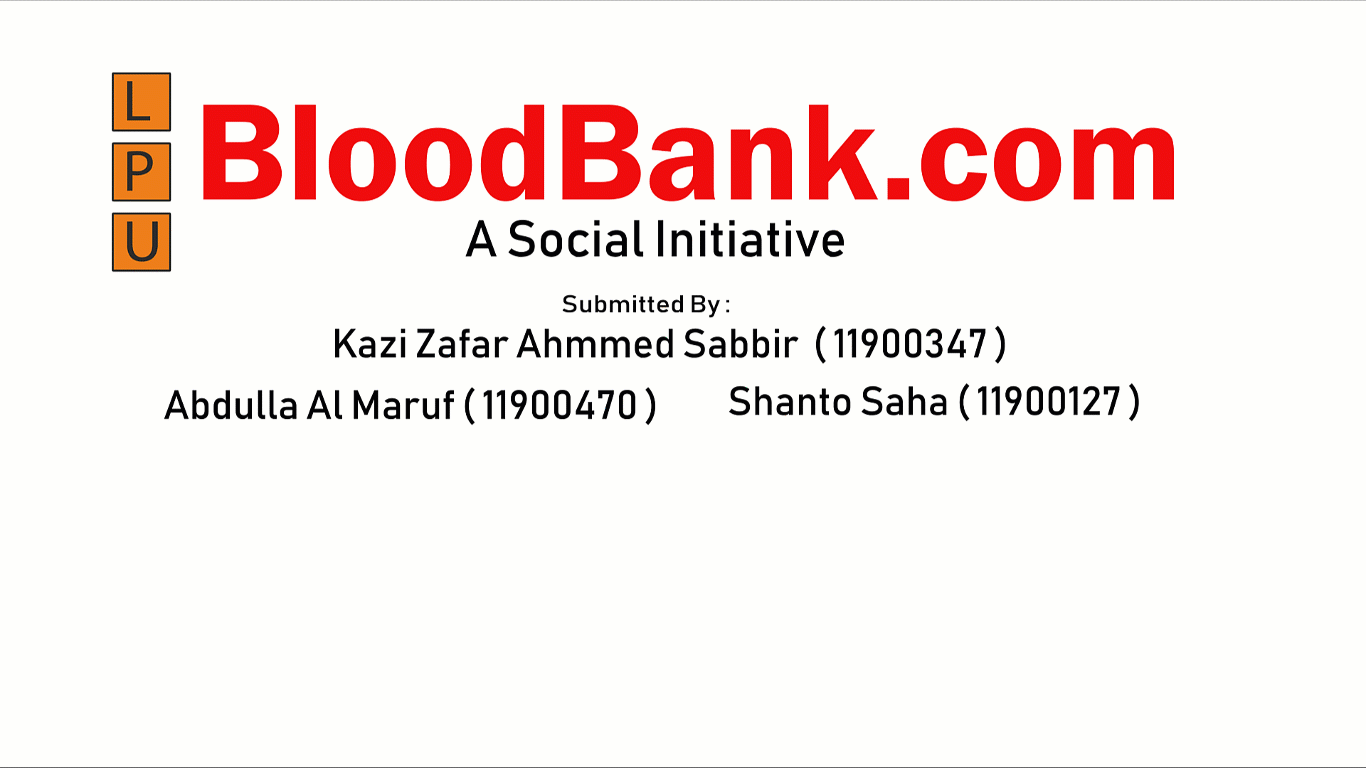 L
P
U
BloodBank.com
A Social Initiative
Submitted By :
Kazi Zafar Ahmmed Sabbir ( 11900347 )
Abdulla Al Maruf ( 11900470 )
Shanto Saha ( 11900127 )